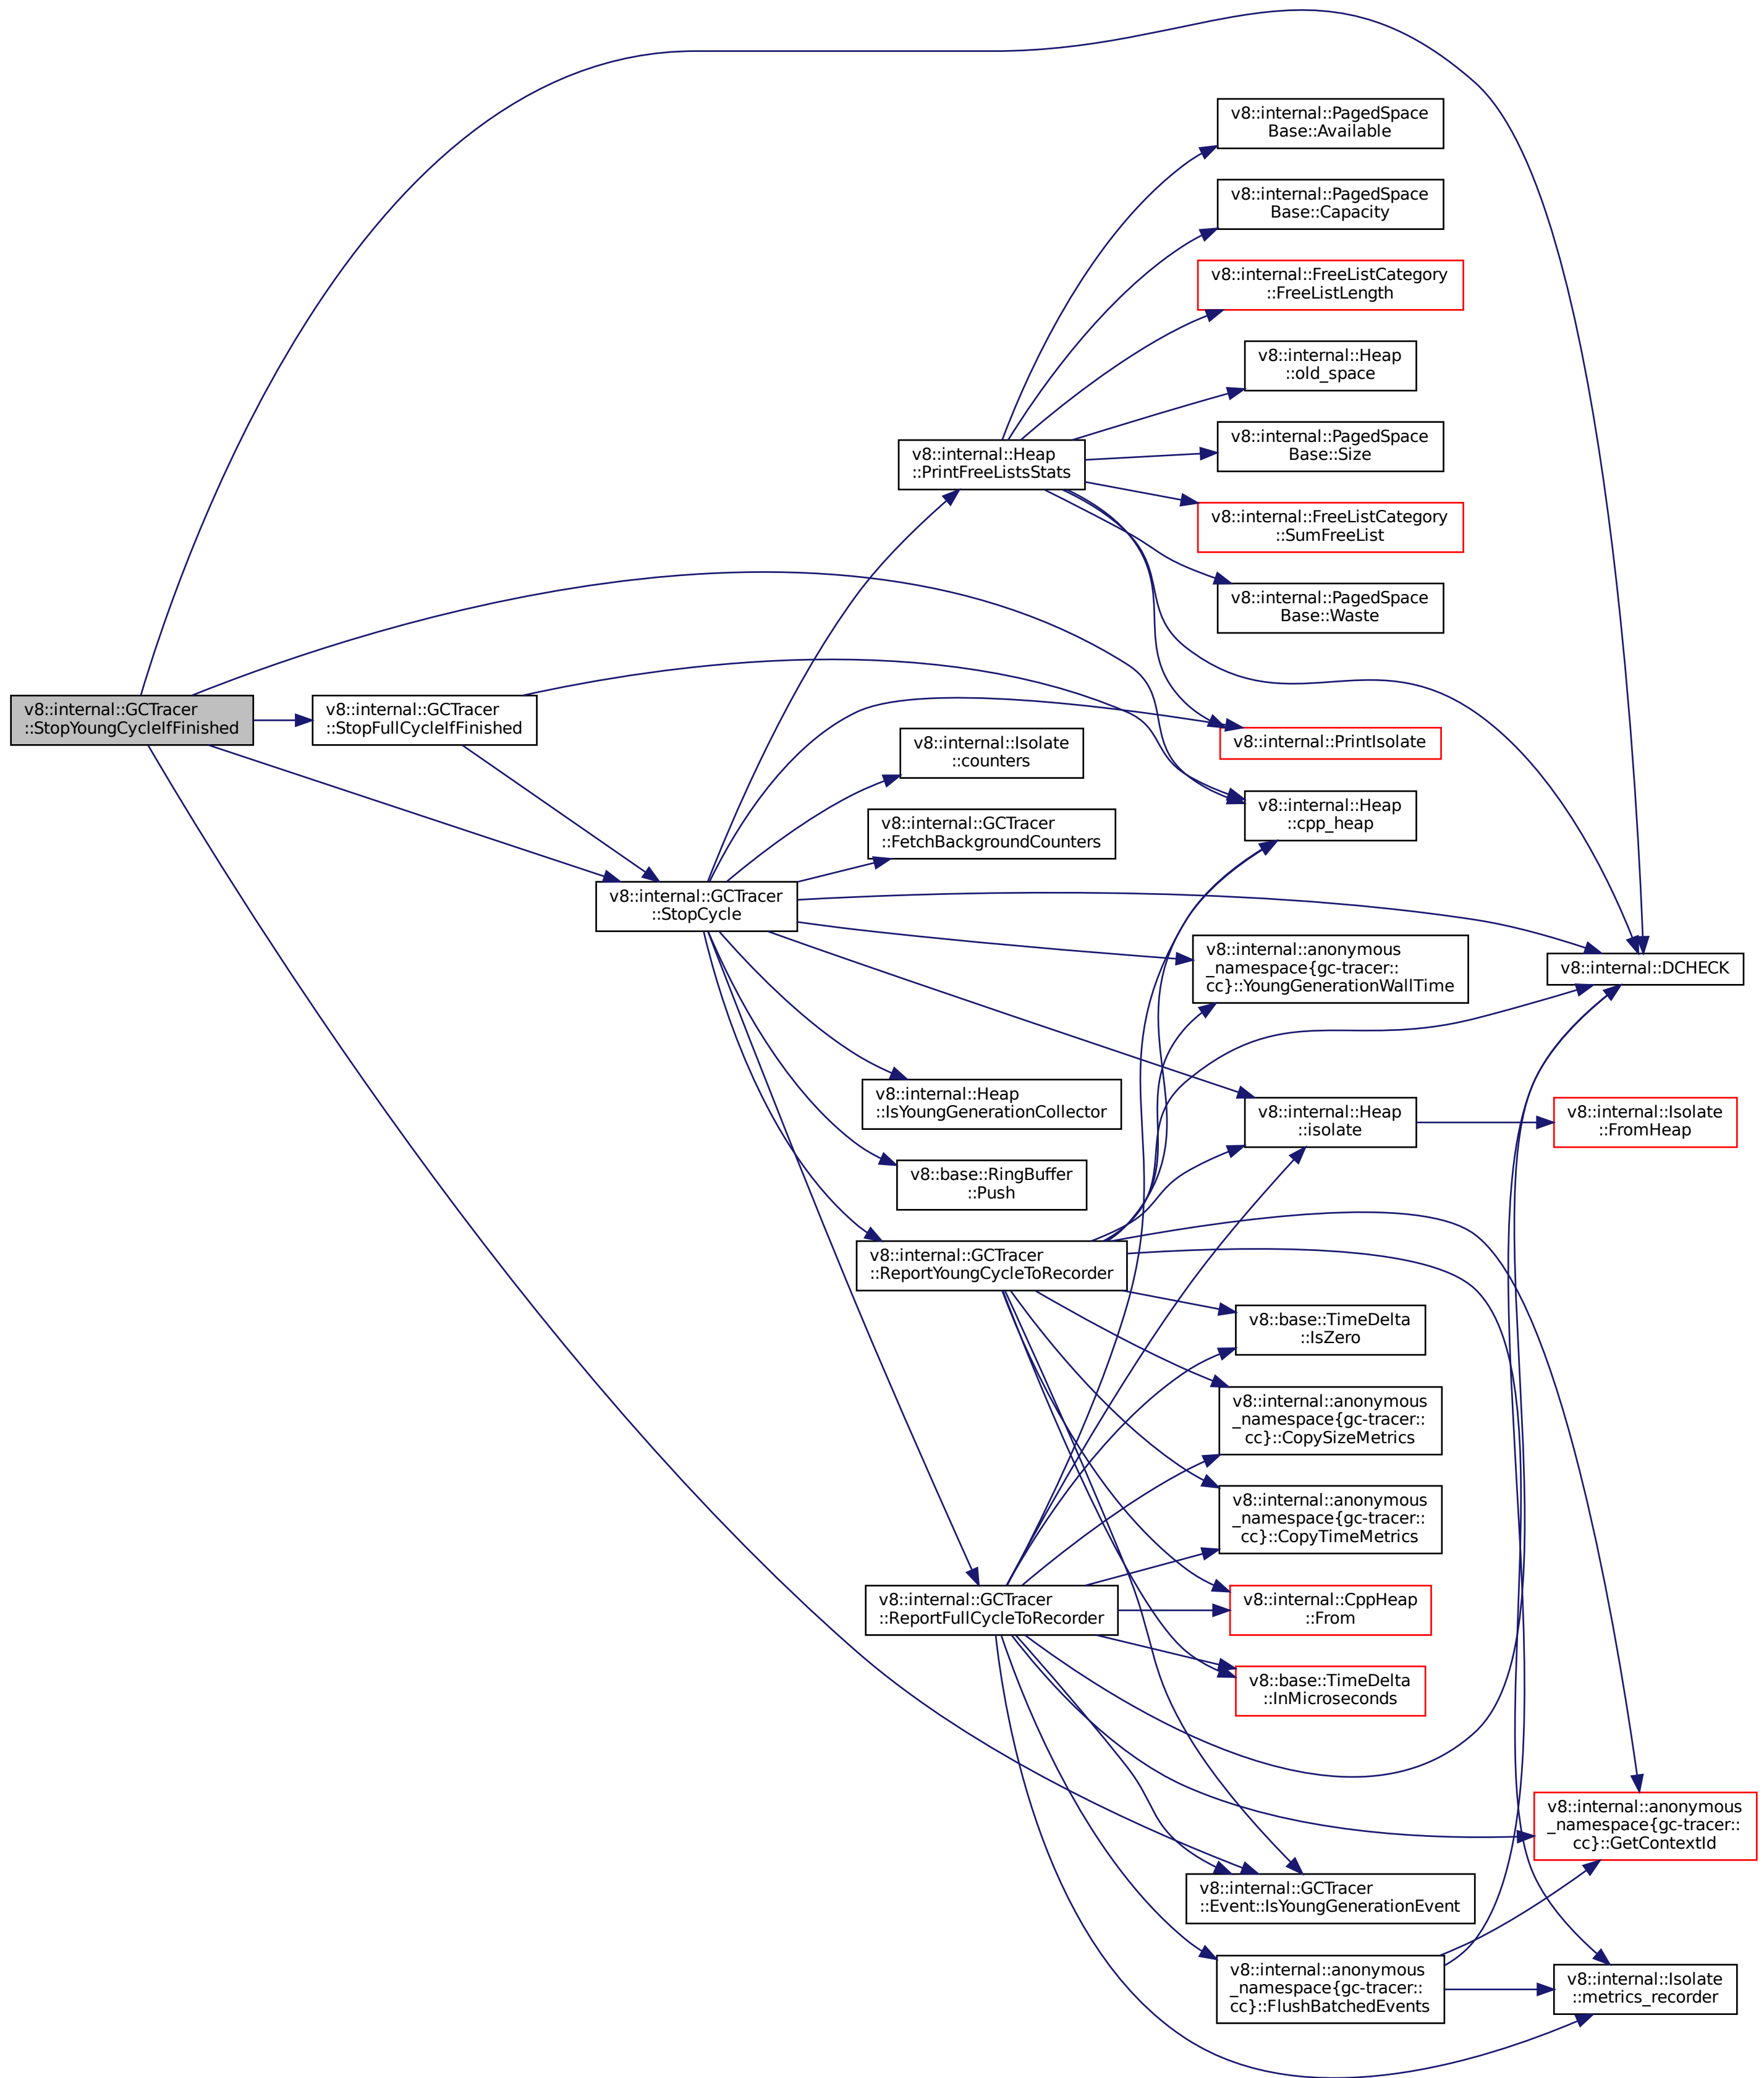 v8::internal::PagedSpace
Base::Available
v8::internal::PagedSpace
Base::Capacity
v8::internal::FreeListCategory
::FreeListLength
v8::internal::Heap
::old_space
v8::internal::PagedSpace
Base::Size
v8::internal::Heap
::PrintFreeListsStats
v8::internal::FreeListCategory
::SumFreeList
v8::internal::PagedSpace
Base::Waste
v8::internal::GCTracer
::StopYoungCycleIfFinished
v8::internal::GCTracer
::StopFullCycleIfFinished
v8::internal::PrintIsolate
v8::internal::Isolate
::counters
v8::internal::Heap
::cpp_heap
v8::internal::GCTracer
::FetchBackgroundCounters
v8::internal::GCTracer
::StopCycle
v8::internal::anonymous
_namespace{gc-tracer::
cc}::YoungGenerationWallTime
v8::internal::DCHECK
v8::internal::Heap
::IsYoungGenerationCollector
v8::internal::Heap
::isolate
v8::internal::Isolate
::FromHeap
v8::base::RingBuffer
::Push
v8::internal::GCTracer
::ReportYoungCycleToRecorder
v8::base::TimeDelta
::IsZero
v8::internal::anonymous
_namespace{gc-tracer::
cc}::CopySizeMetrics
v8::internal::anonymous
_namespace{gc-tracer::
cc}::CopyTimeMetrics
v8::internal::GCTracer
::ReportFullCycleToRecorder
v8::internal::CppHeap
::From
v8::base::TimeDelta
::InMicroseconds
v8::internal::anonymous
_namespace{gc-tracer::
cc}::GetContextId
v8::internal::GCTracer
::Event::IsYoungGenerationEvent
v8::internal::anonymous
_namespace{gc-tracer::
cc}::FlushBatchedEvents
v8::internal::Isolate
::metrics_recorder